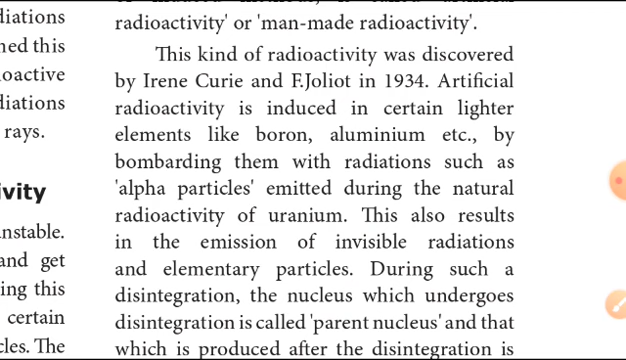 diations
ned this
oactive
diations
rays.
ivity
nstable.
and get
ing this
certain
cles. The
radioactivity' or 'man-made radioactivity'.
This kind of radioactivity was discovered
by Irene Curie and F.Joliot in 1934. Artificial
radioactivity is induced in certain lighter
elements like boron, aluminium etc., by
bombarding them with radiations such as
'alpha particles' emitted during the natural
radioactivity of uranium. This also results
in the emission of invisible radiations
and elementary particles. During such a
disintegration, the nucleus which undergoes
disintegration is called 'parent nucleus' and that
which is produced after the disintegration is